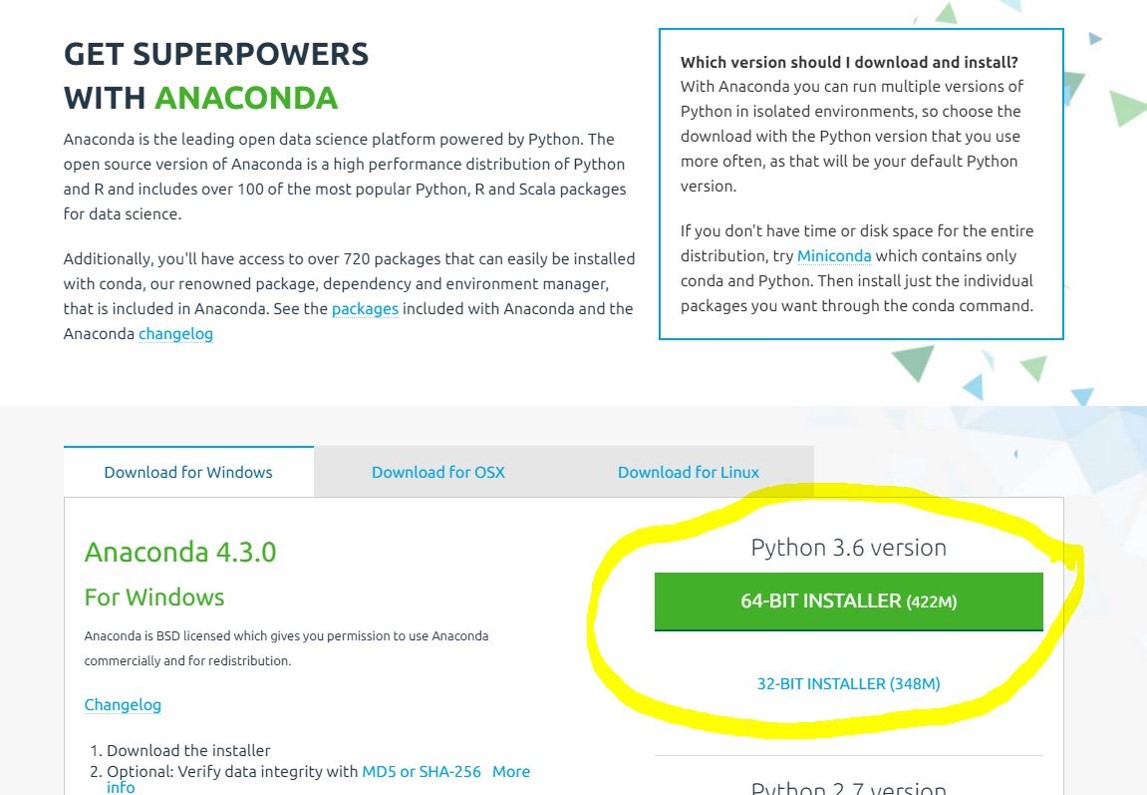 GET SUPERPOWERS
WITH ANACONDA
Anaconda is the leading open data science platform powered by Python. The
open source version of Anaconda is a high performance distribution of Python
and R and includes over 100 of the most popular Python, R and Scala packages
for data science.
Additionally, you'll have access to over 720 packages that can easily be installed
with conda, our renowned package, dependency and environment manager,
that is included in Anaconda. See the packages included with Anaconda and the
Anaconda changelog
Which version should I download and install?
With Anaconda you can run multiple versions of
Python in isolated environments, so choose the
download with the Python version that you use
more often, as that will be your default Python
version.
If you don't have time or disk space for the entire
distribution, try Miniconda which contains only
conda and Python. Then install just the individual
packages you want through the conda command.
Download for Windows
Download for OSX
Download for Linux
Anaconda 4.3.0
For Windows
Anaconda is BSD licensed which gives you permission to use Anaconda
commercially and for redistribution.
Changelog
1. Download the installer
2. Optional: Verify data integrity with MD5 or SHA-256 More
info
Python 3.6 version
64-BIT INSTALLER (422M)
32-BIT INSTALLER (348M)
Python 2.7 version